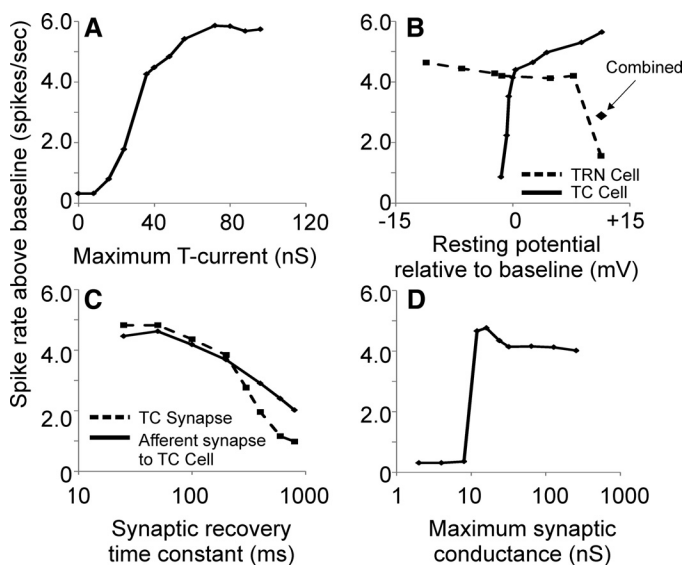 Spike rate above baseline (spikes/sec)
A
6.0
4.0
2.0
0
0
40
80
120
Maximum T-current (nS)
B
6.0
4.0
2.0
0
Combined
TRN Cell
TC Cell
-15
0
+15
Resting potential
relative to baseline (mV)
C
6.0
4.0
2.0
0
TC Synapse
Afferent synapse
to TC Cell
10
100
1000
Synaptic recovery
time constant (ms)
D
6.0
4.0
2.0
0
1
10
100
1000
Maximum synaptic
conductance (nS)